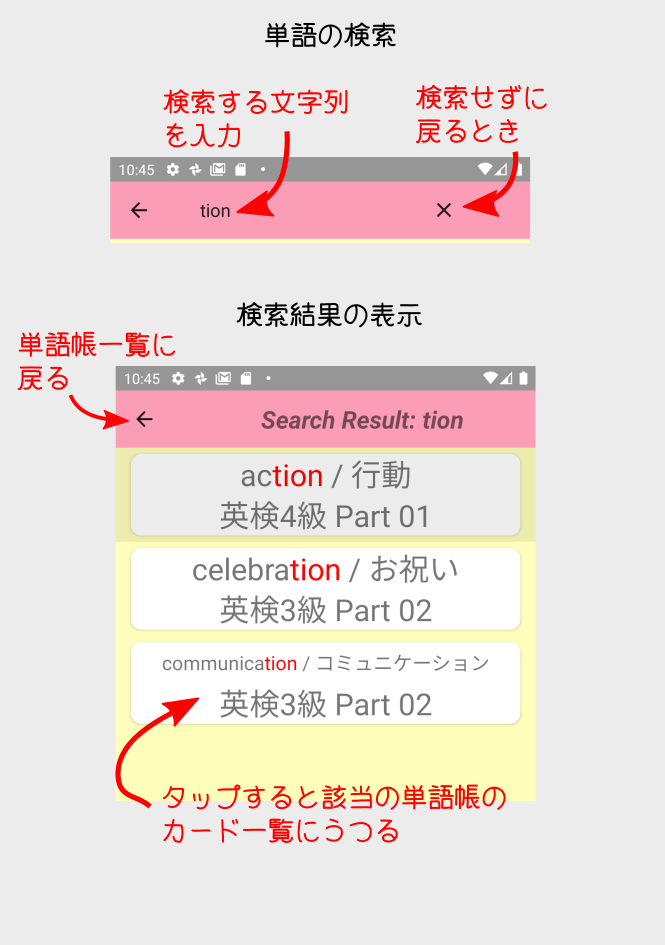 単語の検索
検索する文字列
を入力
検索せずに
戻るとき
10:45
tion
検索結果の表示
単語帳一覧に
戻る
10:45
Search Result: tion
action / 行動
英検4級 Part 01
celebration / お祝い
英検3級 Part 02
communication / コミュニケーション
英検3級 Part 02
タップすると該当の単語帳の
カード一覧にうつる